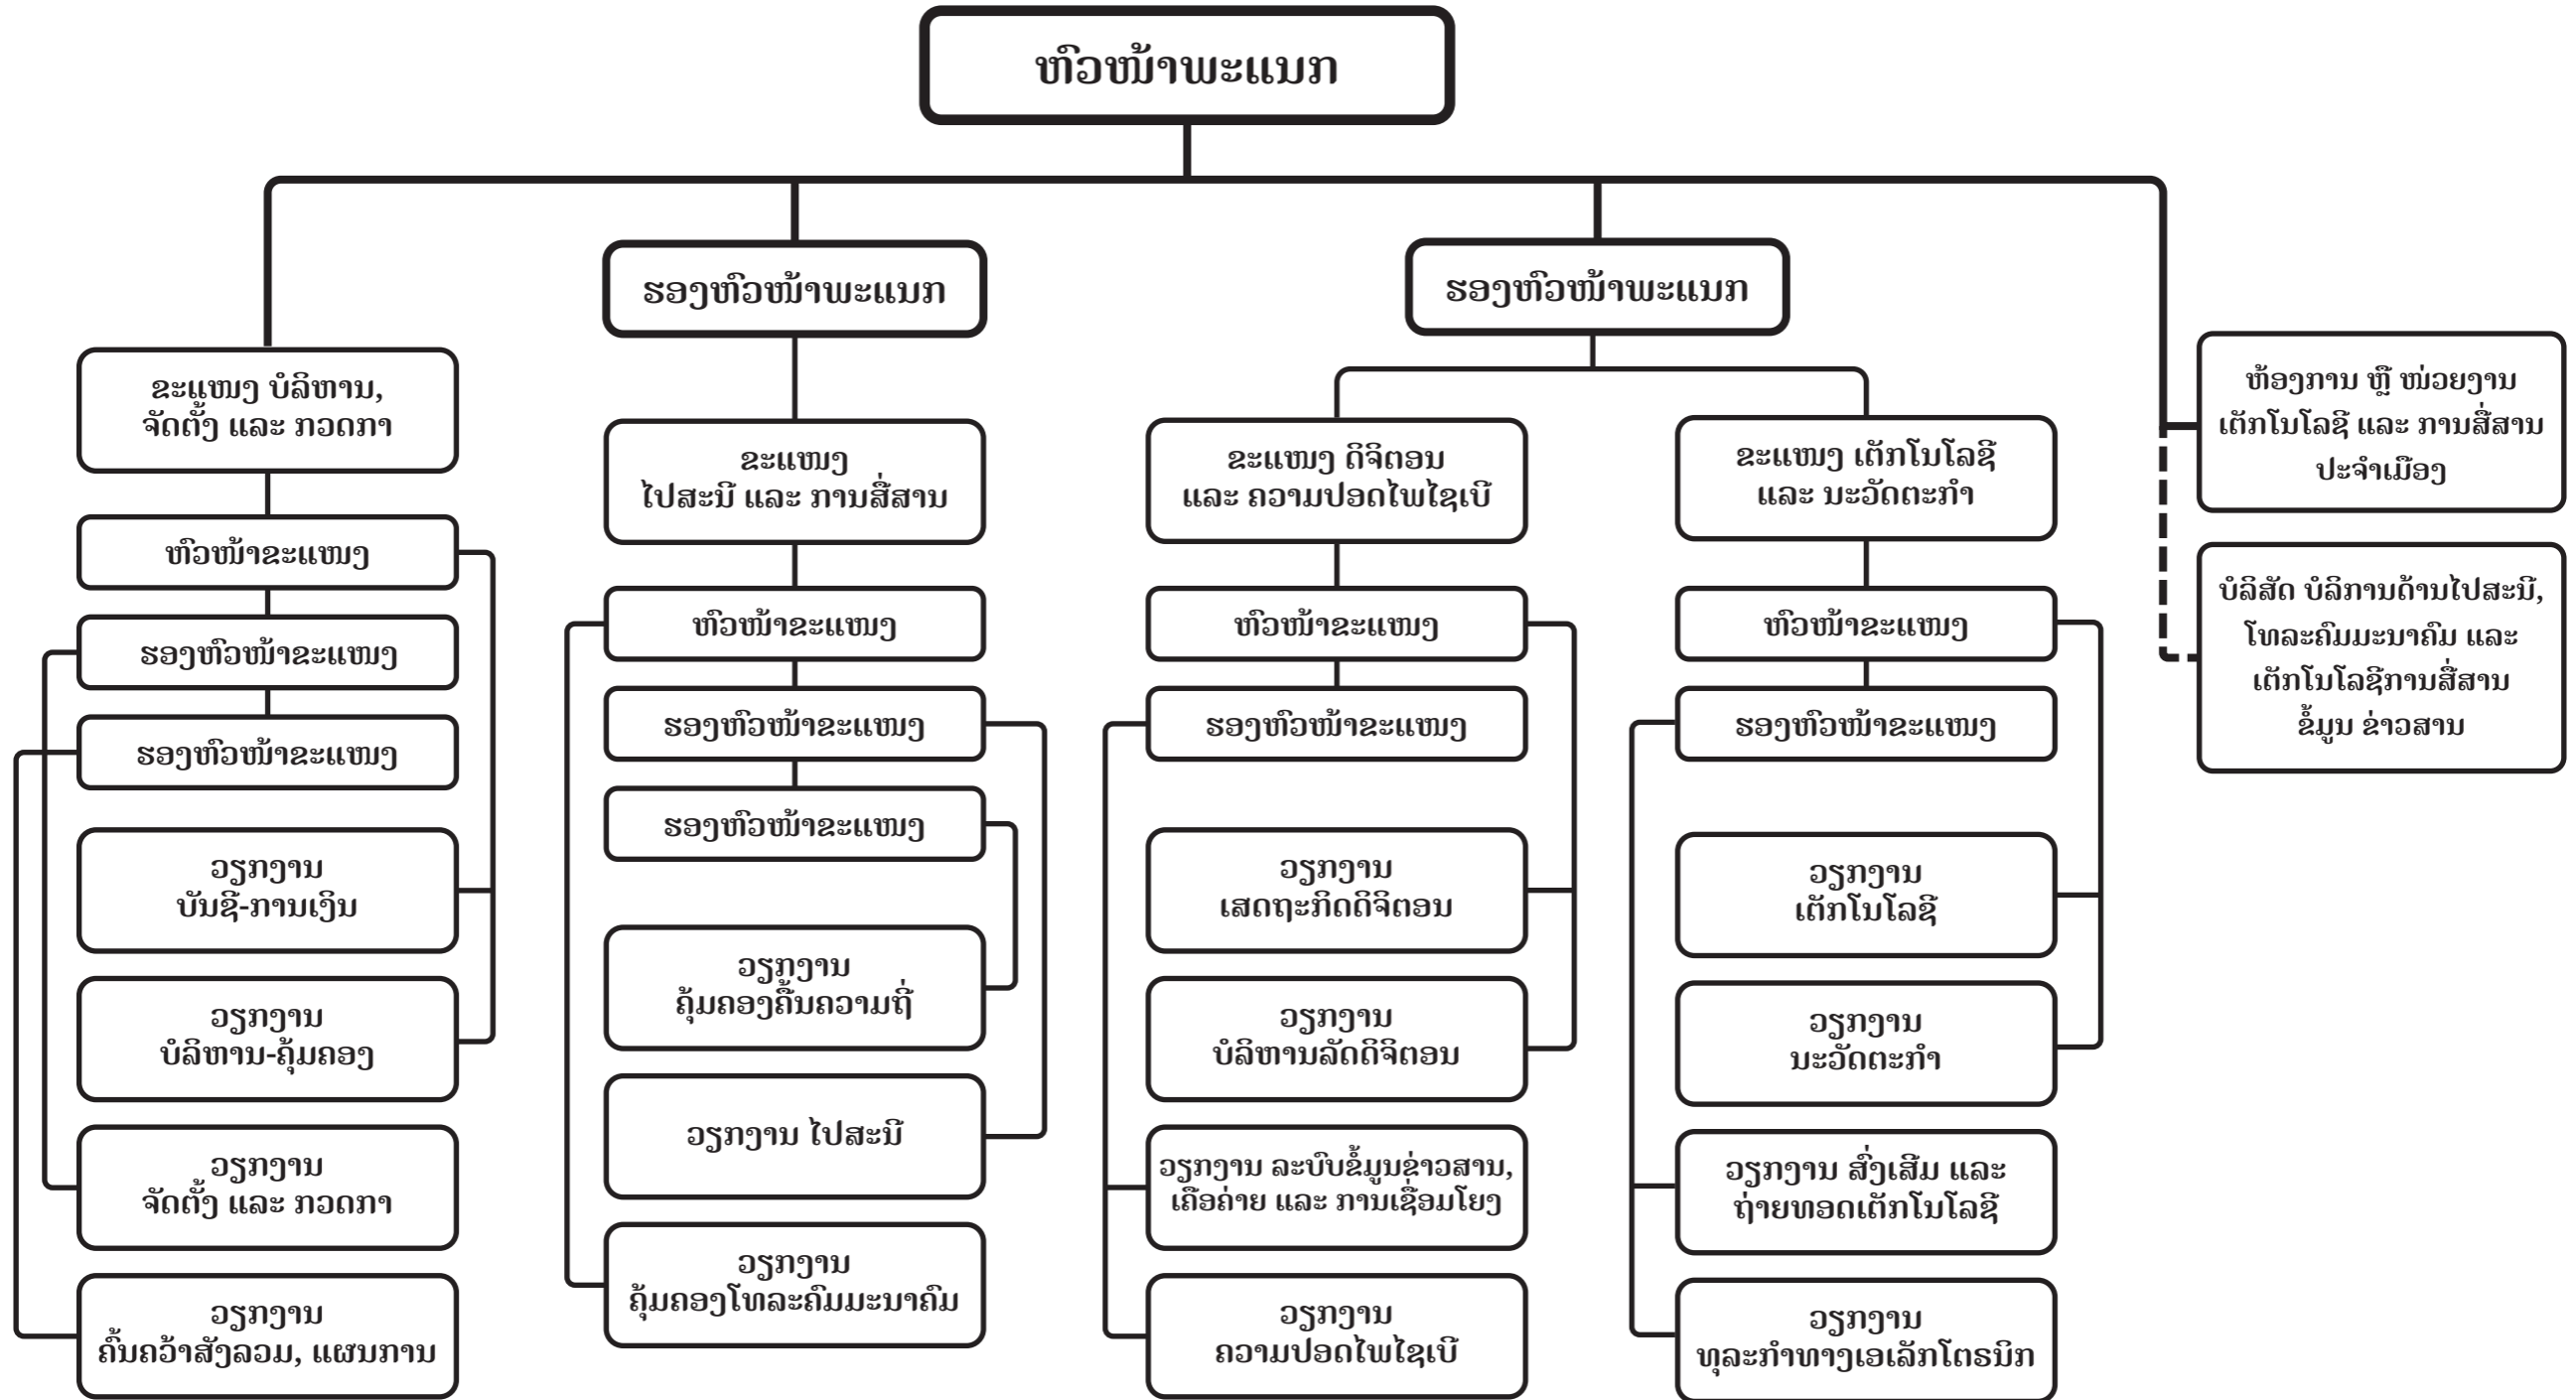 ຫົວໜ້າພະແນກ
ຮອງຫົວໜ້າພະແນກ
ຮອງຫົວໜ້າພະແນກ
ຂະແໜງ ບໍລິຫານ,
ຈັດຕັ້ງ ແລະ ກວດກາ
ຫົວໜ້າຂະແໜງ
ຮອງຫົວໜ້າຂະແໜງ
ຮອງຫົວໜ້າຂະແໜງ
ວຽກງານ
ບັນຊີ-ການເງິນ
ວຽກງານ
ບໍລິຫານ-ຄຸ້ມຄອງ
ວຽກງານ
ຈັດຕັ້ງ ແລະ ກວດກາ
ວຽກງານ
ຄົ້ນຄວ້າສັງລວມ, ແຜນການ
ຂະແໜງ
ໄປສະນີ ແລະ ການສື່ສານ
ຫົວໜ້າຂະແໜງ
ຮອງຫົວໜ້າຂະແໜງ
ຮອງຫົວໜ້າຂະແໜງ
ວຽກງານ
ຄຸ້ມຄອງຄື້ນຄວາມຖີ່
ວຽກງານ ໄປສະນີ
ວຽກງານ
ຄຸ້ມຄອງໂທລະຄົມມະນາຄົມ
ຂະແໜງ ດິຈິຕອນ
ແລະ ຄວາມປອດໄພໄຊເບີ
ຫົວໜ້າຂະແໜງ
ຮອງຫົວໜ້າຂະແໜງ
ວຽກງານ
ເສດຖະກິດດິຈິຕອນ
ວຽກງານ
ບໍລິຫານລັດດິຈິຕອນ
ວຽກງານ ລະບົບຂໍ້ມູນຂ່າວສານ,
ເຄືອຄ່າຍ ແລະ ການເຊື່ອມໂຍງ
ວຽກງານ
ຄວາມປອດໄພໄຊເບີ
ຂະແໜງ ເຕັກໂນໂລຊີ
ແລະ ນະວັດຕະກໍາ
ຫົວໜ້າຂະແໜງ
ຮອງຫົວໜ້າຂະແໜງ
ວຽກງານ
ເຕັກໂນໂລຊີ
ວຽກງານ
ນະວັດຕະກໍາ
ວຽກງານ ສົ່ງເສີມ ແລະ
ຖ່າຍທອດເຕັກໂນໂລຊີ
ວຽກງານ
ທຸລະກໍາທາງເອເລັກໂຕຣນິກ
ຫ້ອງການ ຫຼື ໜ່ວຍງານ
ເຕັກໂນໂລຊີ ແລະ ການສື່ສານ
ປະຈໍາເມືອງ
ບໍລິສັດ ບໍລິການດ້ານໄປສະນີ,
ໂທລະຄົມມະນາຄົມ ແລະ
ເຕັກໂນໂລຊີການສື່ສານ
ຂໍ້ມູນ ຂ່າວສານ